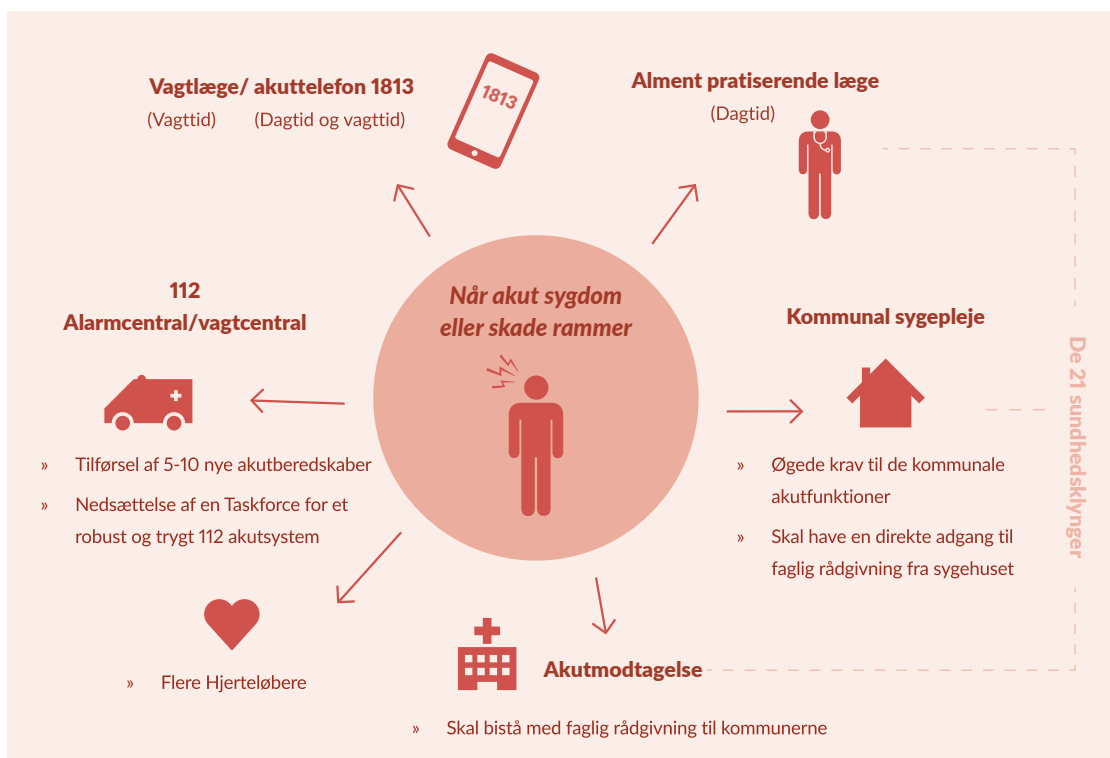 Vagtlæge/ akuttelefon 1813
(Vagttid) (Dagtid og vagttid)
1813
Alment pratiserende læge
(Dagtid)
Når akut sygdom
eller skade rammer
112
Alarmcentral/vagtcentral
» Tilførsel af 5-10 nye akutberedskaber
» Nedsættelse af en Taskforce for et
robust og trygt 112 akutsystem
Kommunal sygepleje
» Øgede krav til de kommunale
akutfunktioner
» Skal have en direkte adgang til
faglig rådgivning fra sygehuset
De 21 sundhedsklynger
» Flere Hjerteløbere
Akutmodtagelse
» Skal bistå med faglig rådgivning til kommunerne